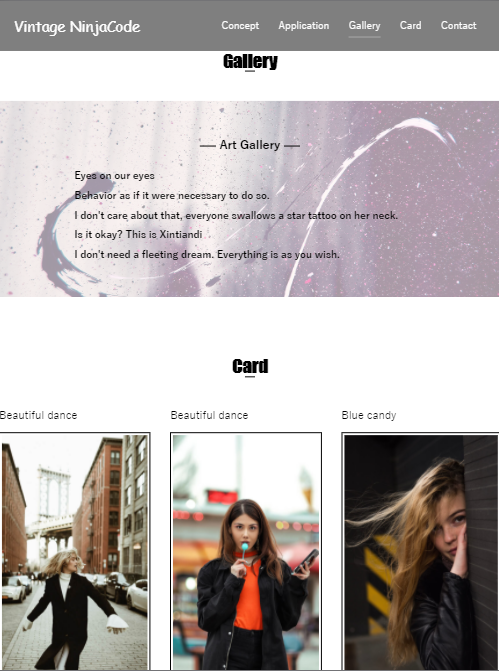 Vintage NinjaCode
Concept Application Gallery Card Contact
Gallery
Art Gallery
Eyes on our eyes
Behavior as if it were necessary to do so.
I don't care about that, everyone swallows a star tattoo on her neck.
Is it okay? This is Xintiandi
I don't need a fleeting dream. Everything is as you wish.
Card
Beautiful dance
Beautiful dance
Blue candy